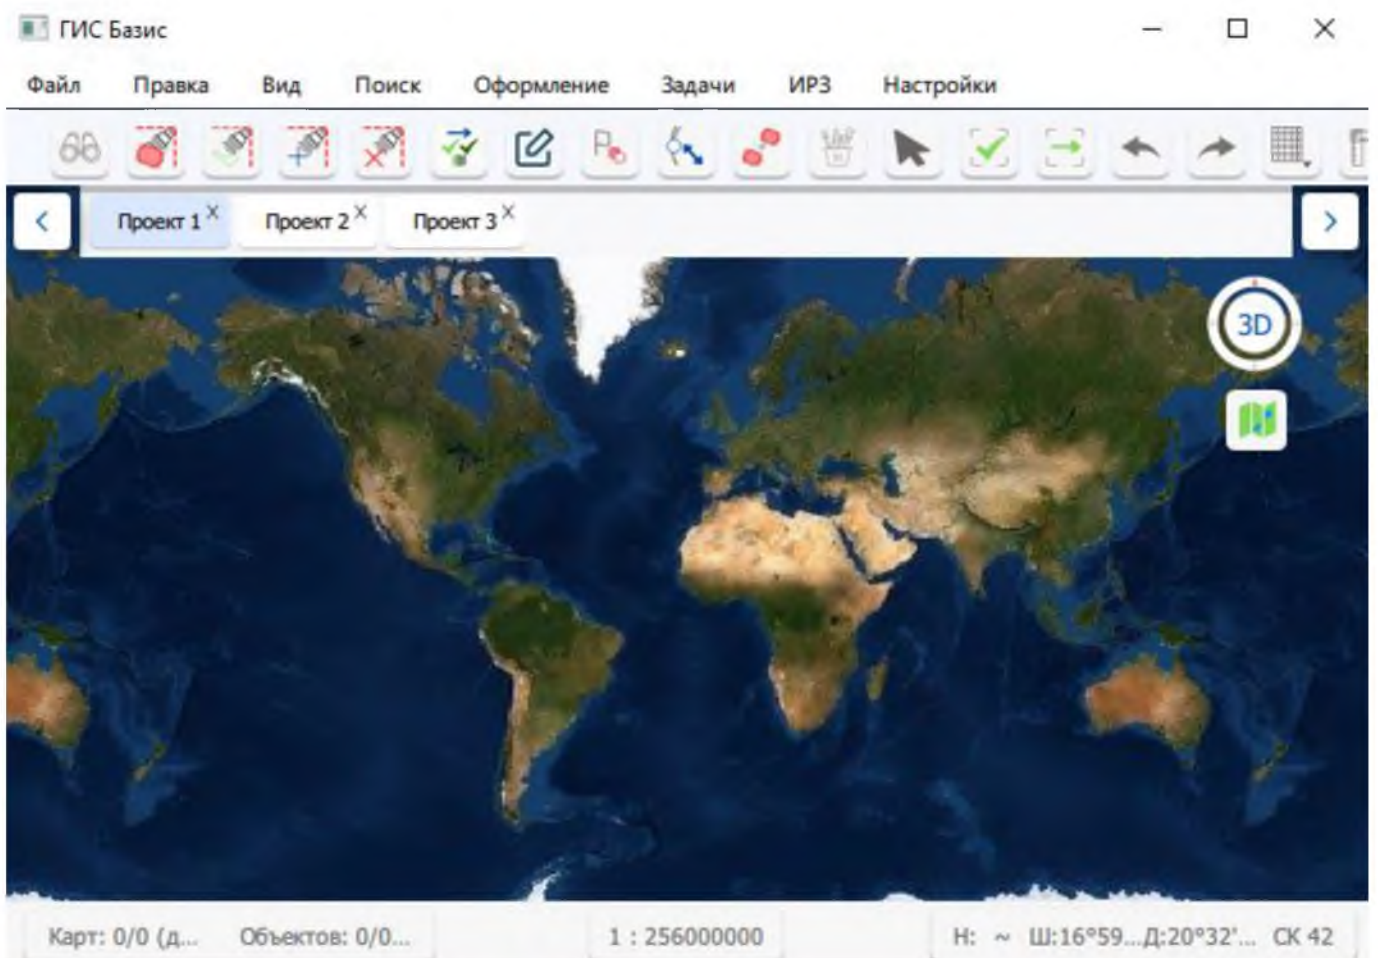 ГИС Базис
Файл Правка Вид Поиск Оформление Задачи ИРЗ Настройки
Проект 1 X Проект 2 X Проект 3 X
3D
Карт: 0/0 (д... Объектов: 0/0... 1 : 256000000 Н: ~ Ш:16°59...Д:20°32'... СК 42